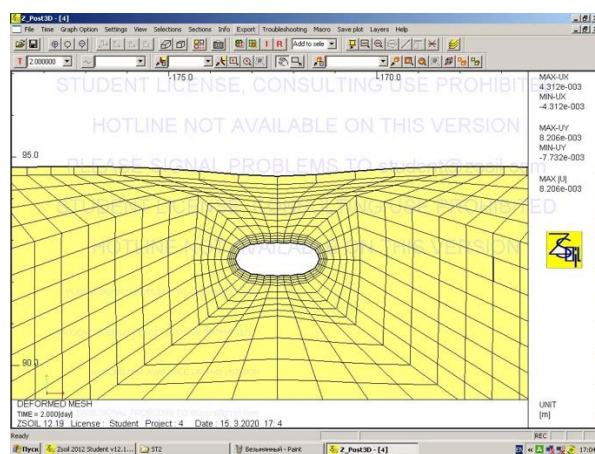 Z_Post3D - [4]
File Time Graph Option Settings View Selections Sections Info Export Troubleshooting Macro Save plot Layers Help
I R Add to sele
T 2.000000
175.0 170.0
STUDENT LICENSE, CONSULTING USE PROHIBITED
HOTLINE NOT AVAILABLE ON THIS VERSION
PLEASE SIGNAL PROBLEMS TO student@zsoil.com
STUDENT LICENSE, CONSULTING USE PROHIBITED
HOTLINE NOT AVAILABLE ON THIS VERSION
95.0
90.0
MAX-UX
4.312e-003
MIN-UX
-4.312e-003
MAX-UY
8.206e-003
MIN-UY
-7.732e-003
MAX |U|
8.206e-003
ZSoil
UNIT
[m]
DEFORMED MESH
TIME = 2.000[day]
ZSOIL 12.19 License : Student Project : 4 Date : 15. 3.2020 17: 4
Ready REC
Пуск Zsoil 2012 Student v12.1... ST2 Безымянный - Paint Z_Post3D - [4] 17:04